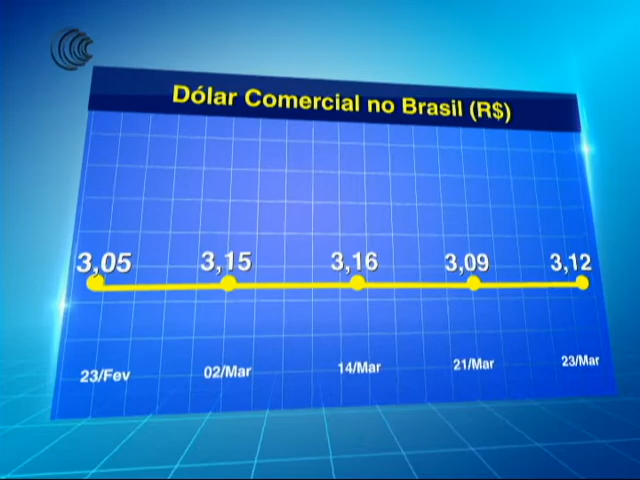 Dólar Comercial no Brasil (R$)
3,05 3,15 3,16 3,09 3,12
23/Fev 02/Mar 14/Mar 21/Mar 23/Mar